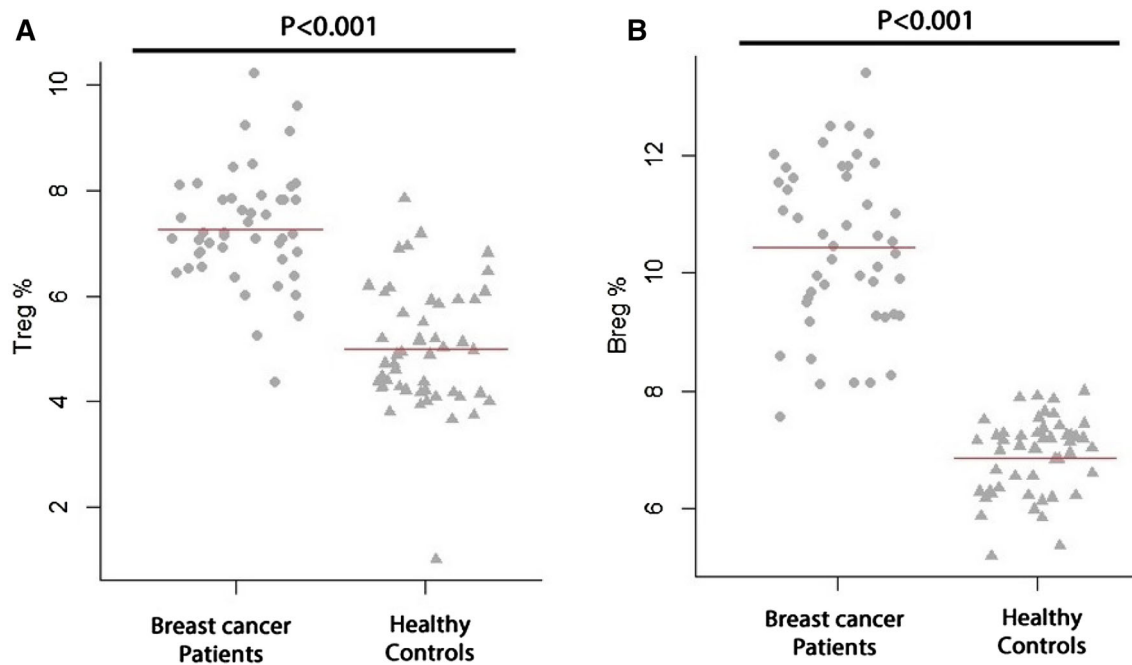 A
P<0.001
10
8
6
4
2
Treg %
Breast cancer
Patients
Healthy
Controls
B
P<0.001
12
10
8
6
Breg %
Breast cancer
Patients
Healthy
Controls